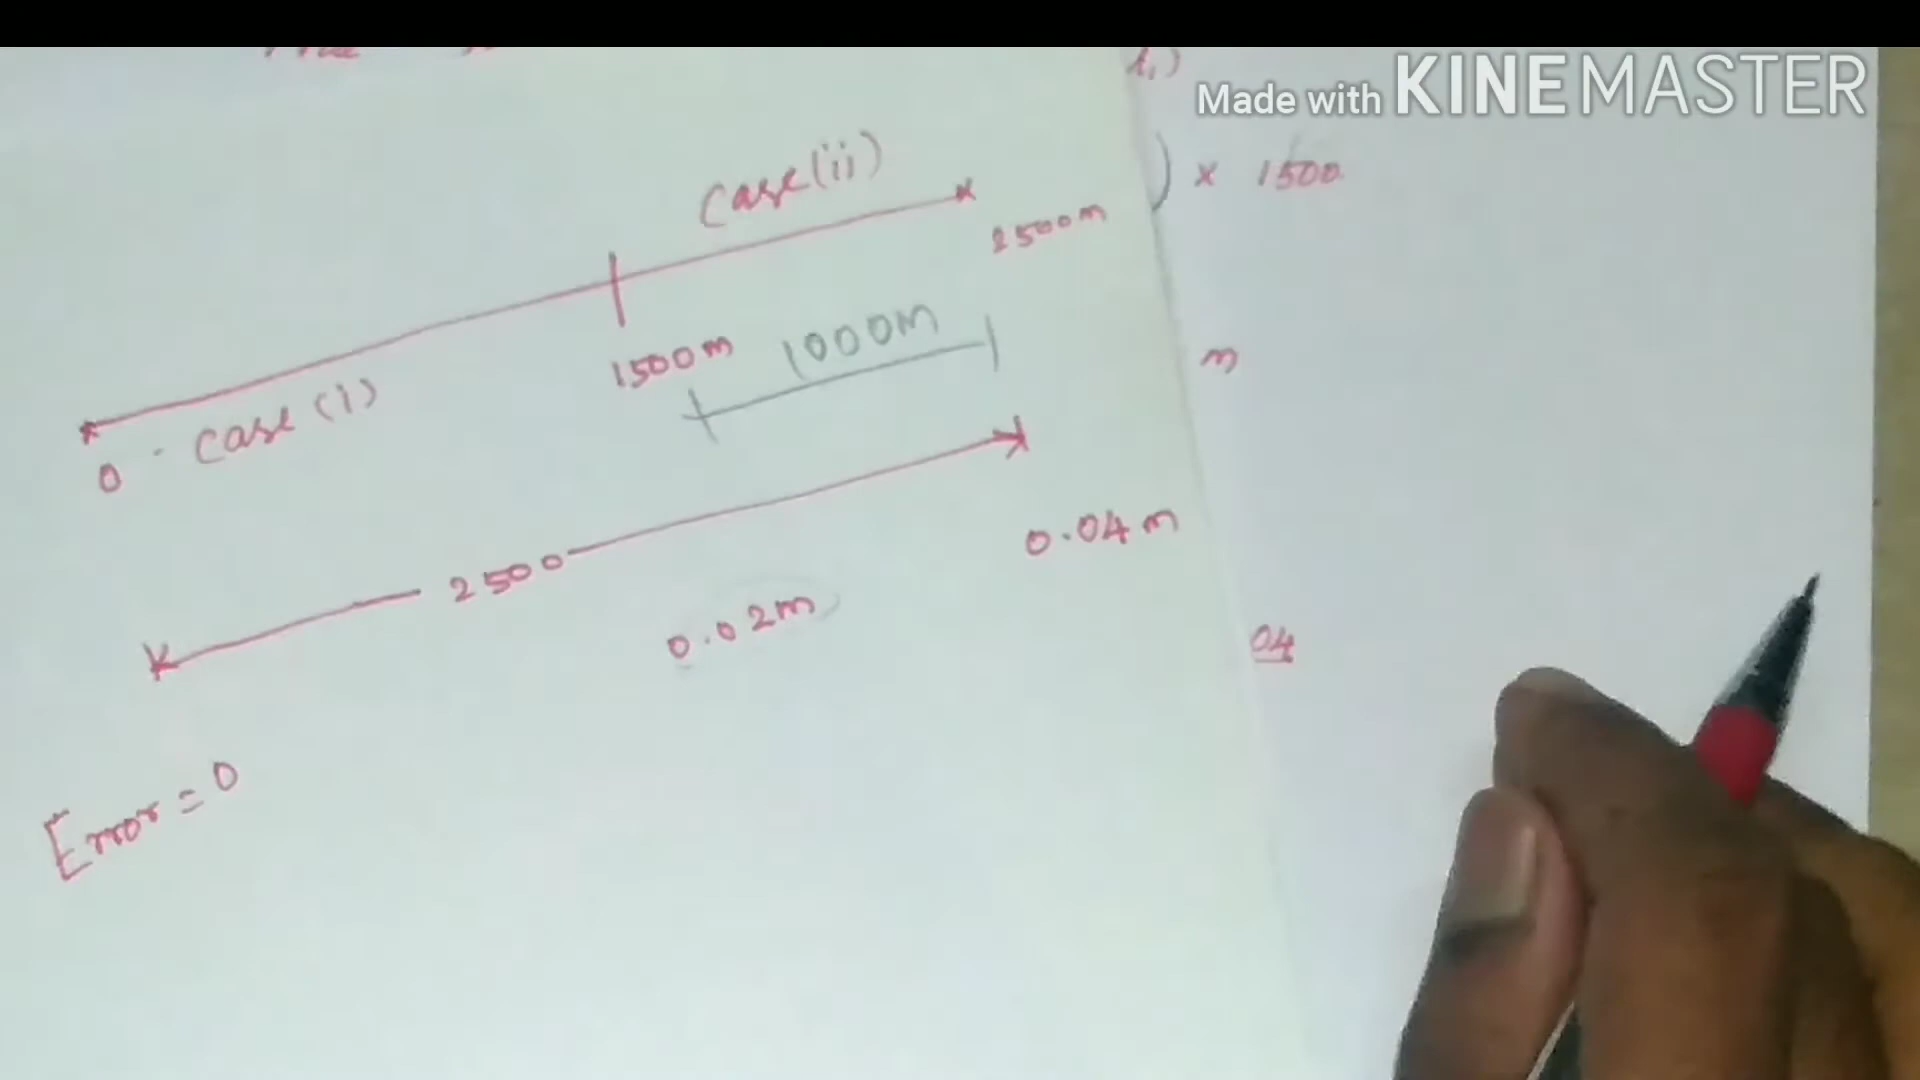 Made with KINEMASTER
case(ii)
) x 1500
2500m
1500m
1000M
m
0
case (i)
2500
0.04m
0.02m
04
Error = 0